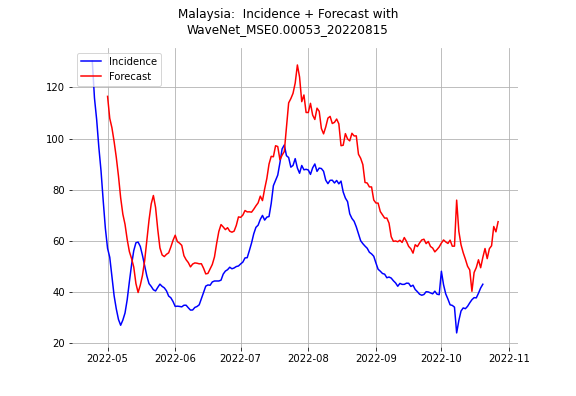 Malaysia:  Incidence + Forecast with
WaveNet_MSE0.00053_20220815
Incidence
Forecast
120
100
80
60
40
20
2022-05 2022-06 2022-07 2022-08 2022-09 2022-10 2022-11